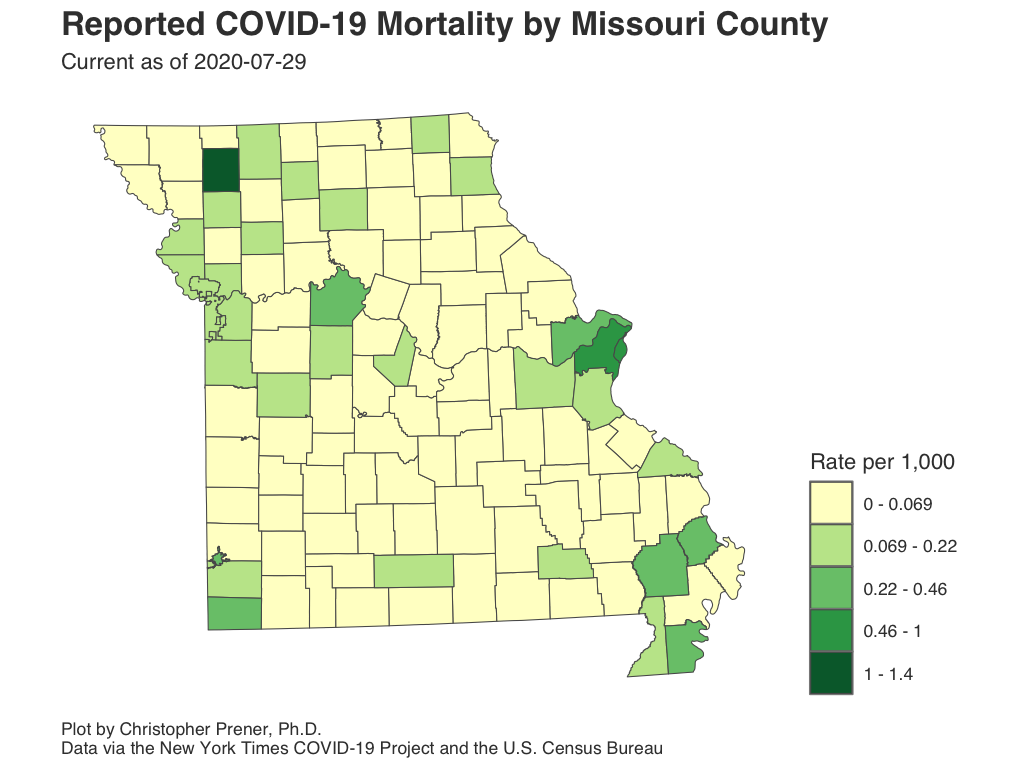 Reported COVID-19 Mortality by Missouri County
Current as of 2020-07-29
Rate per 1,000
0 - 0.069
0.069 - 0.22
0.22 - 0.46
0.46 - 1
1 - 1.4
Plot by Christopher Prener, Ph.D.
Data via the New York Times COVID-19 Project and the U.S. Census Bureau